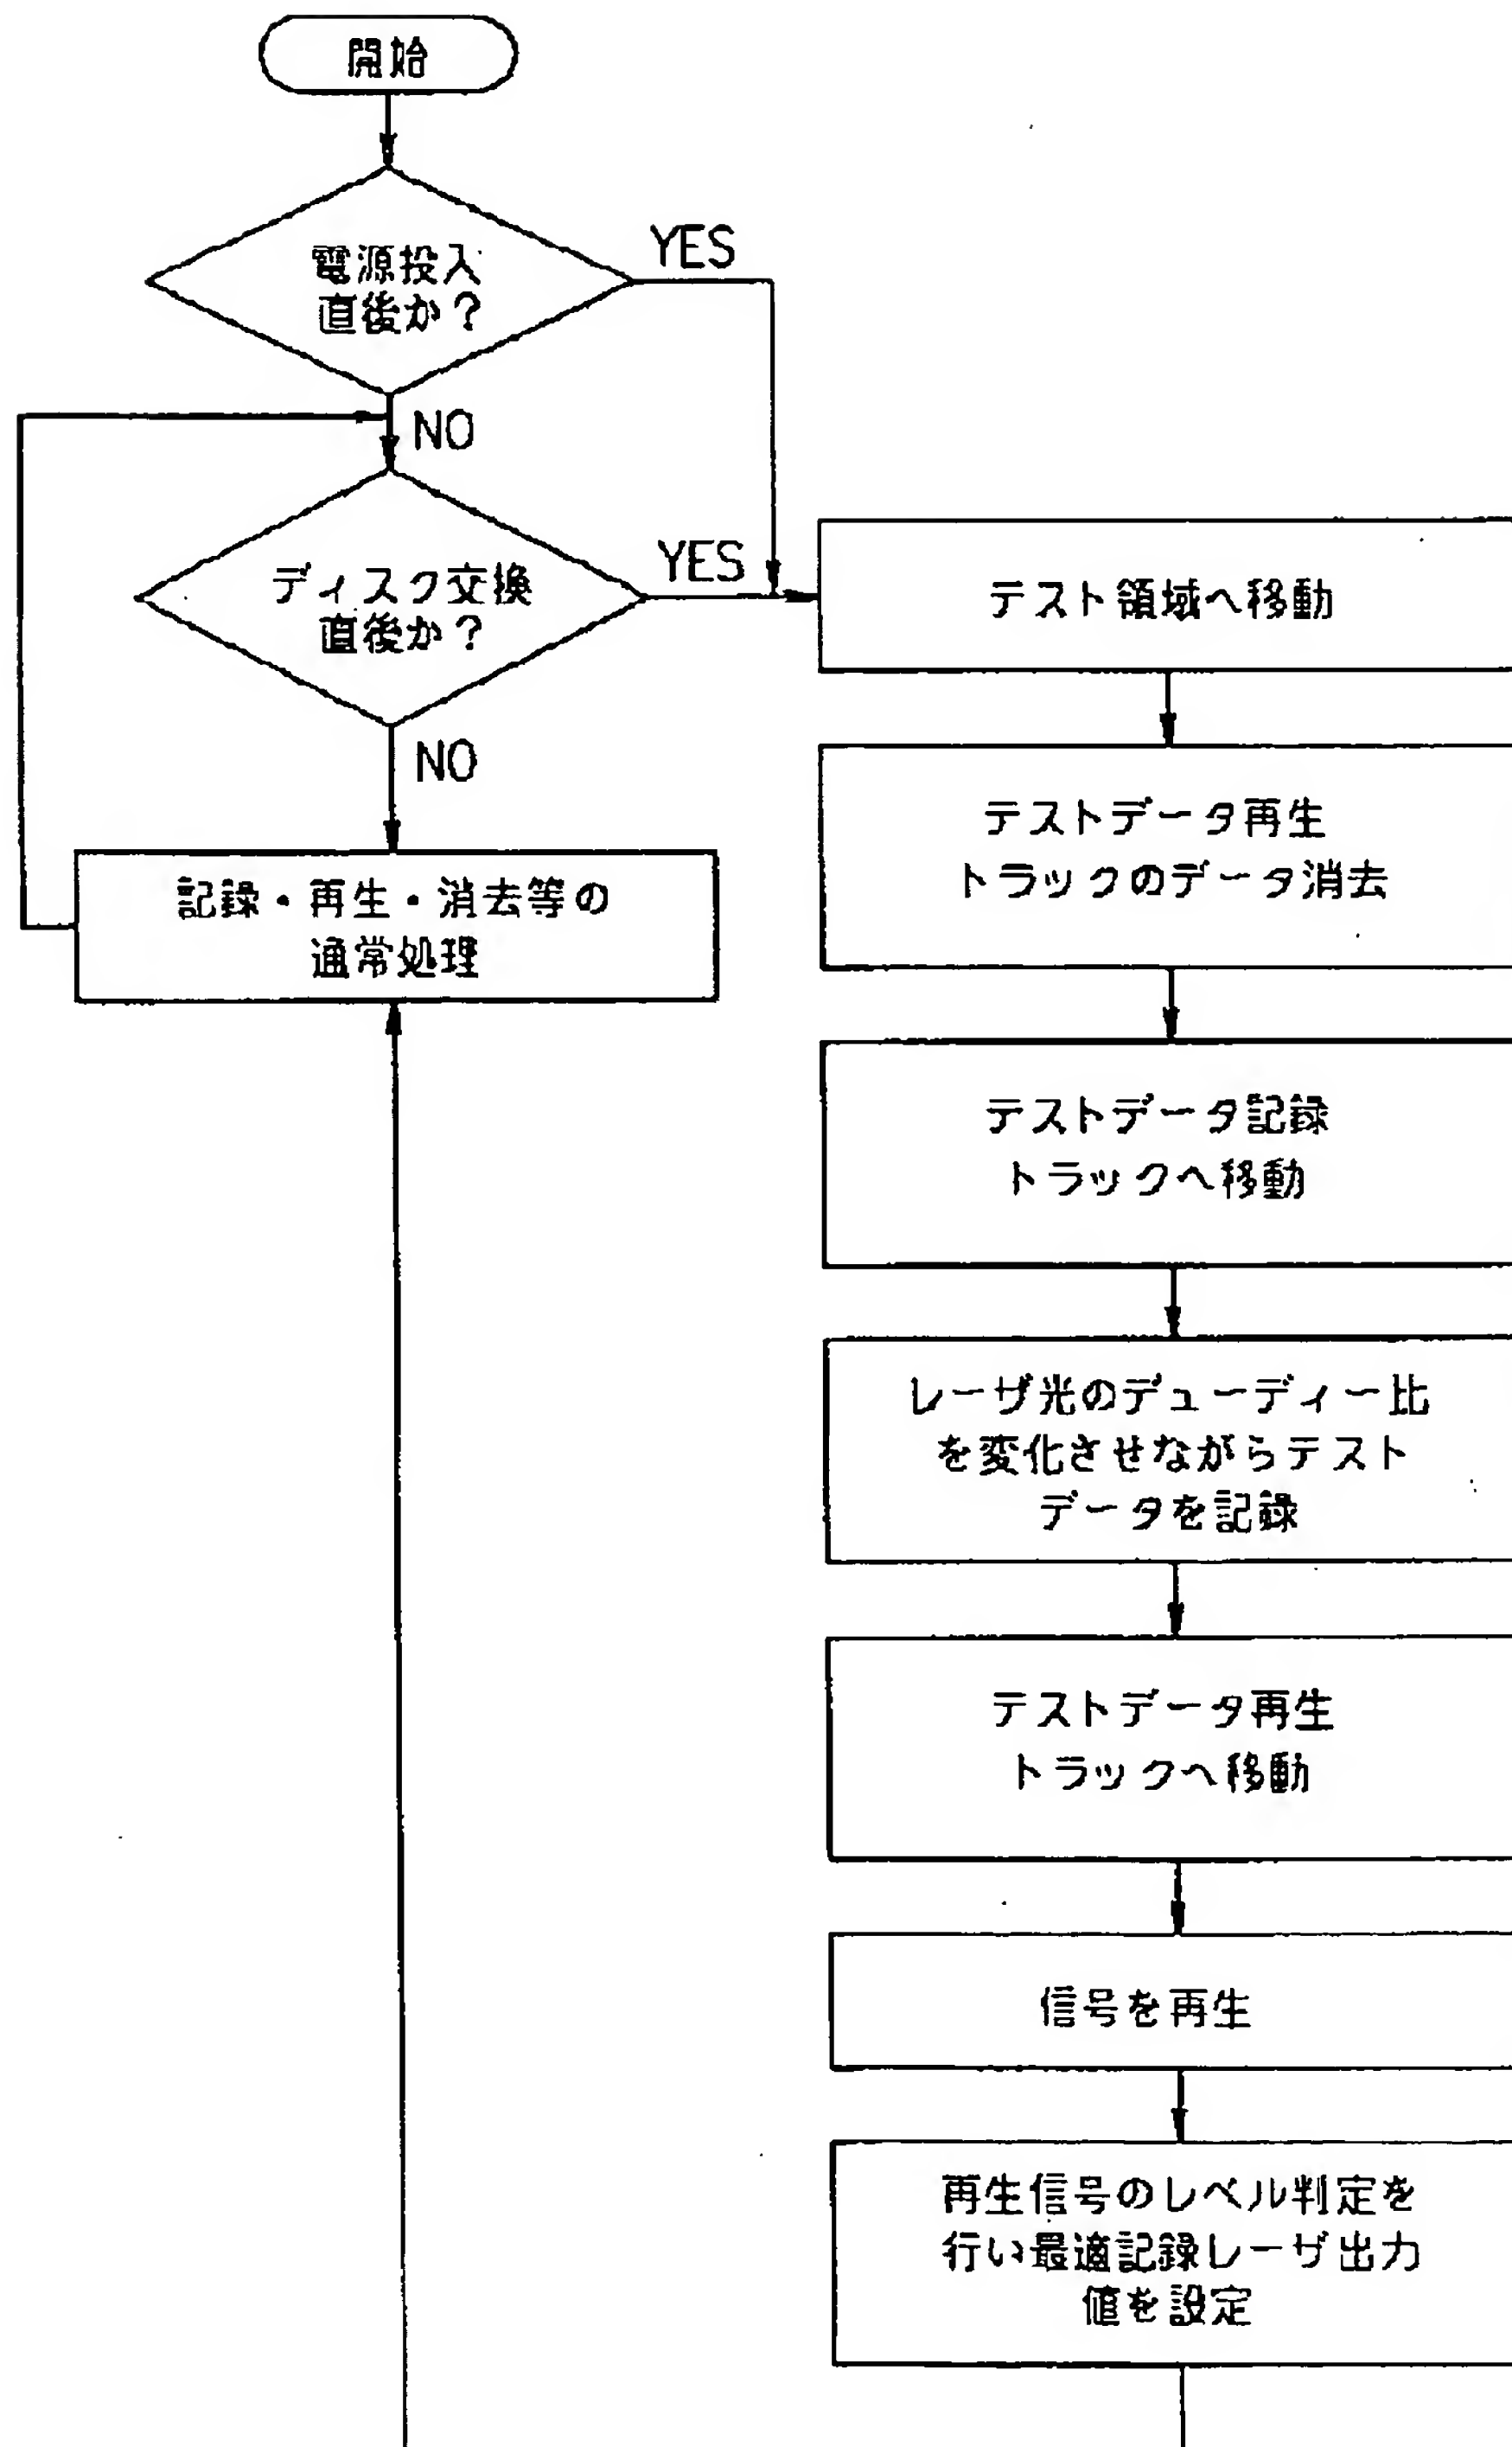 開始
電源投入
直後か?
YES
NO
ディスク交換
直後か?
YES
NO
記録・再生・消去等の
通常処理
テスト領域へ移動
テストデータ再生
トラックのデータ消去
テストデータ記録
トラックへ移動
レーザ光のデューディー比
を変化させながらテスト
データを記録
テストデータ再生
トラックへ移動
信号を再生
再生信号のレベル判定を
行い最適記録レーザ出力
値を設定